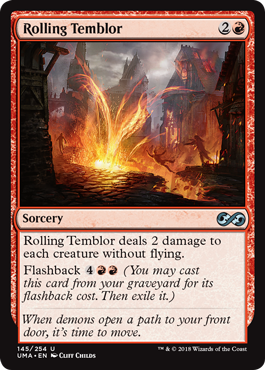 Rolling Temblor 2
Sorcery
Rolling Temblor deals 2 damage to
each creature without flying.
Flashback 4 (You may cast
this card from your graveyard for its
flashback cost. Then exile it.)
When demons open a path to your front
door, it's time to move.
145/254 U
UMA • EN Cliff Childs
™ & © 2018 Wizards of the Coast